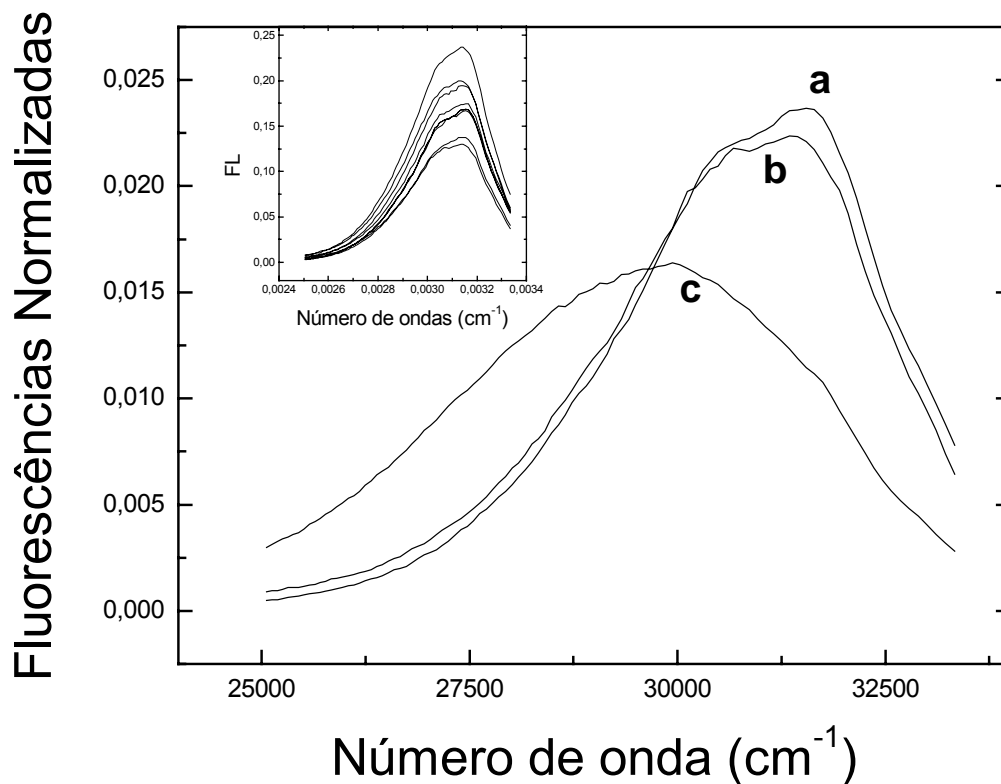 Fluorescências Normalizadas
0,025
0,020
0,015
0,010
0,005
0,000
25000 27500 30000 32500
Número de onda (cm-1)
a
b
c
FL
0,25
0,20
0,15
0,10
0,05
0,00
0,0024 0,0026 0,0028 0,0030 0,0032 0,0034
Número de ondas (cm-1)